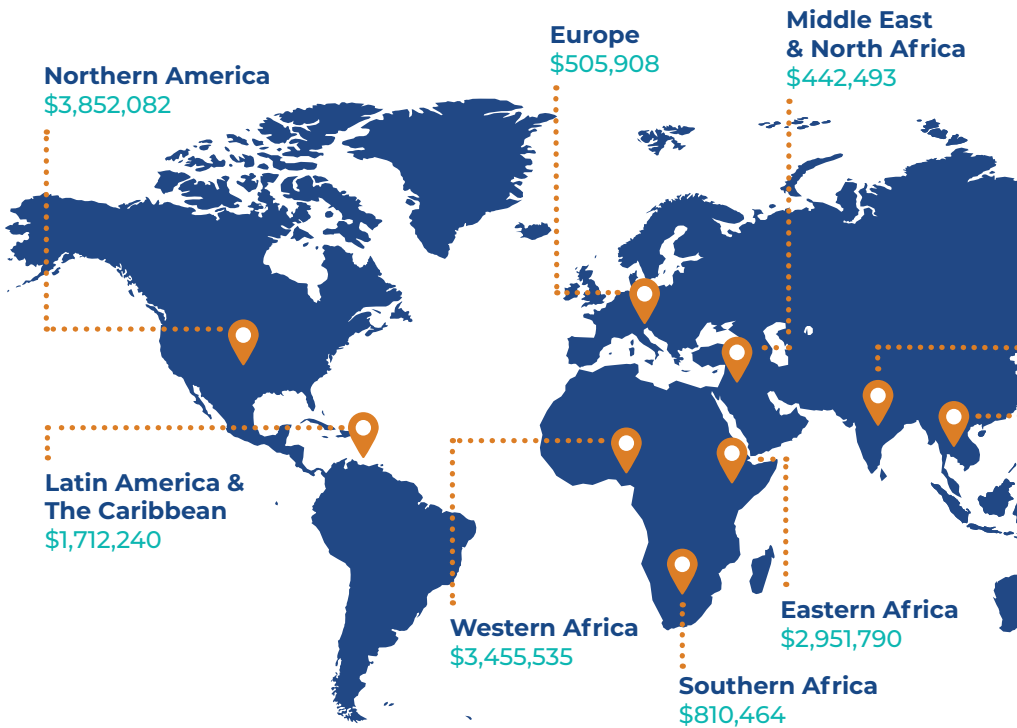 Northern America
$3,852,082
Europe
$505,908
Middle East
& North Africa
$442,493
Latin America &
The Caribbean
$1,712,240
Western Africa
$3,455,535
Eastern Africa
$2,951,790
Southern Africa
$810,464